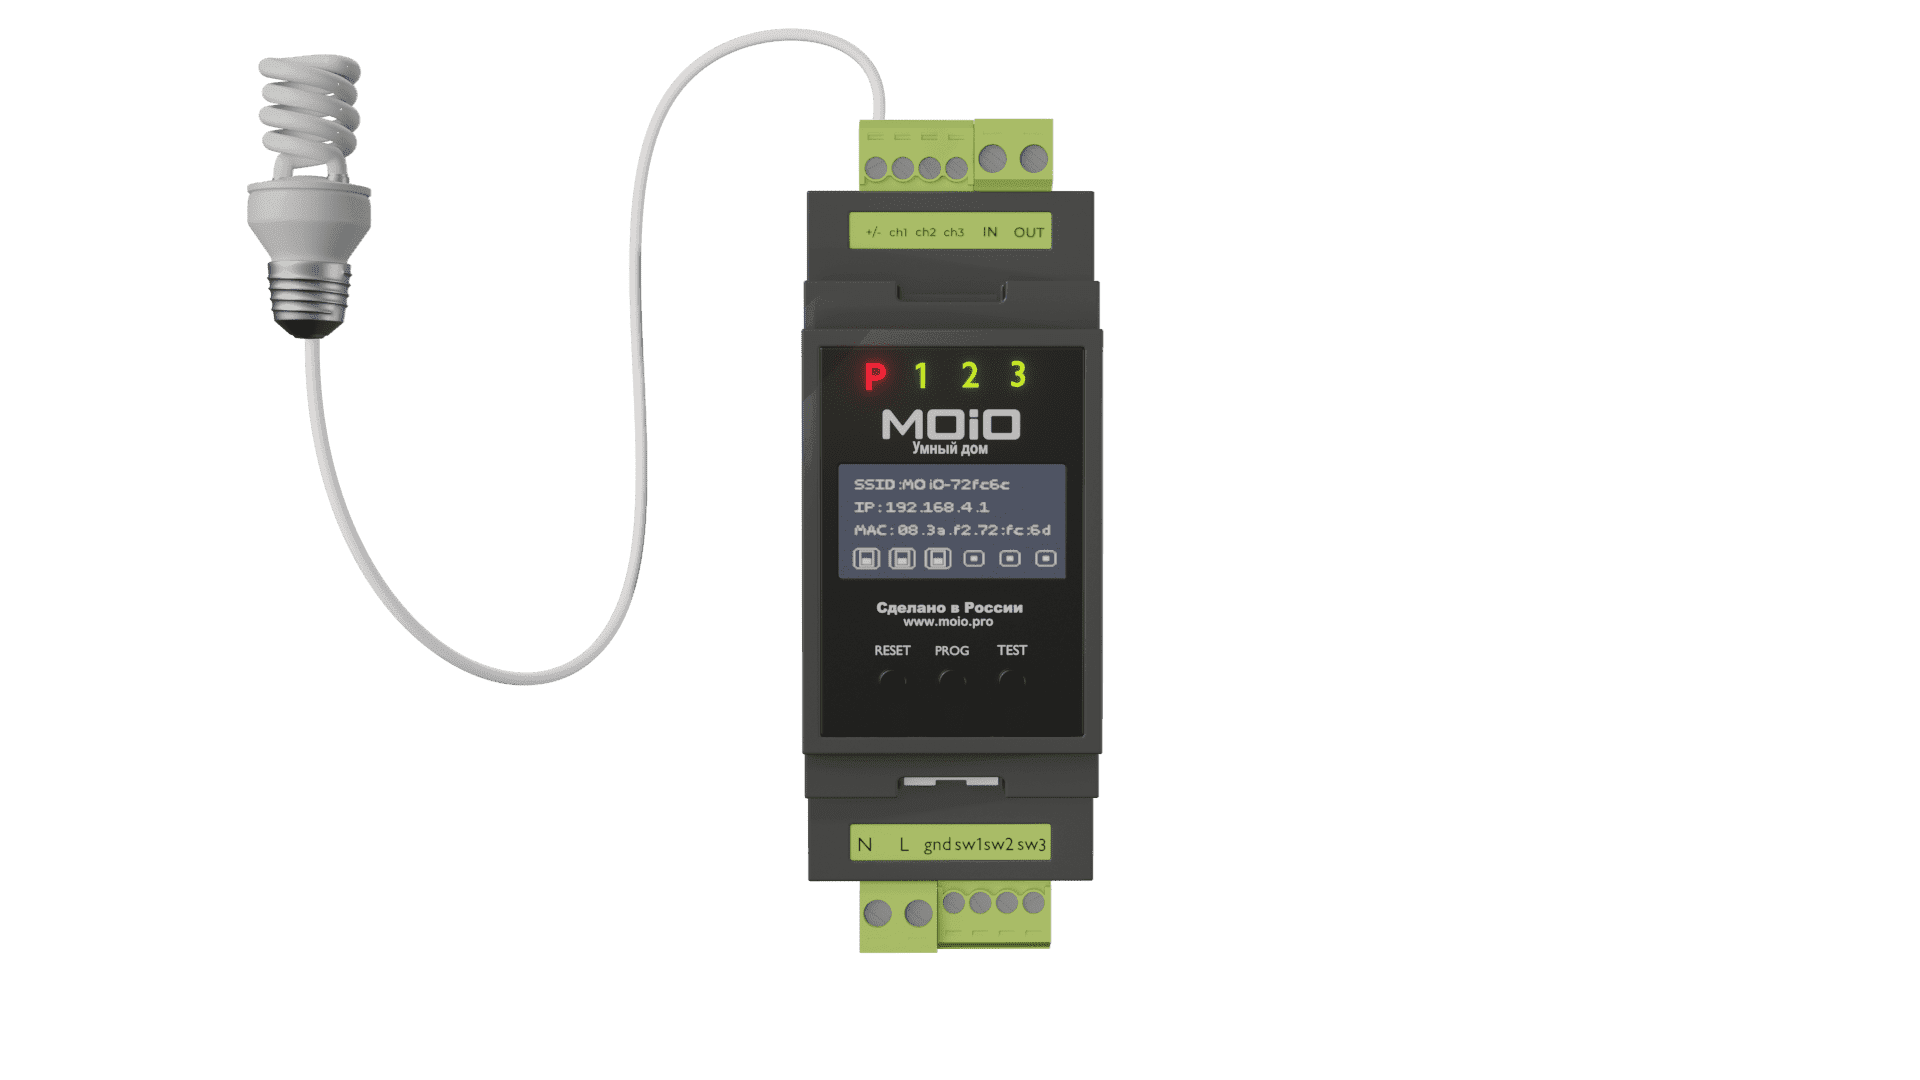 +/- ch1 ch2 ch3 IN OUT
P 1 2 3
MOiO
Умный дом
SSID:MOiO-72fc6c
IP:192.168.4.1
MAC:08.3a.f2.72:fc:6d
Сделано в России
www.moio.pro
RESET PROG TEST
N L gnd sw1 sw2 sw3